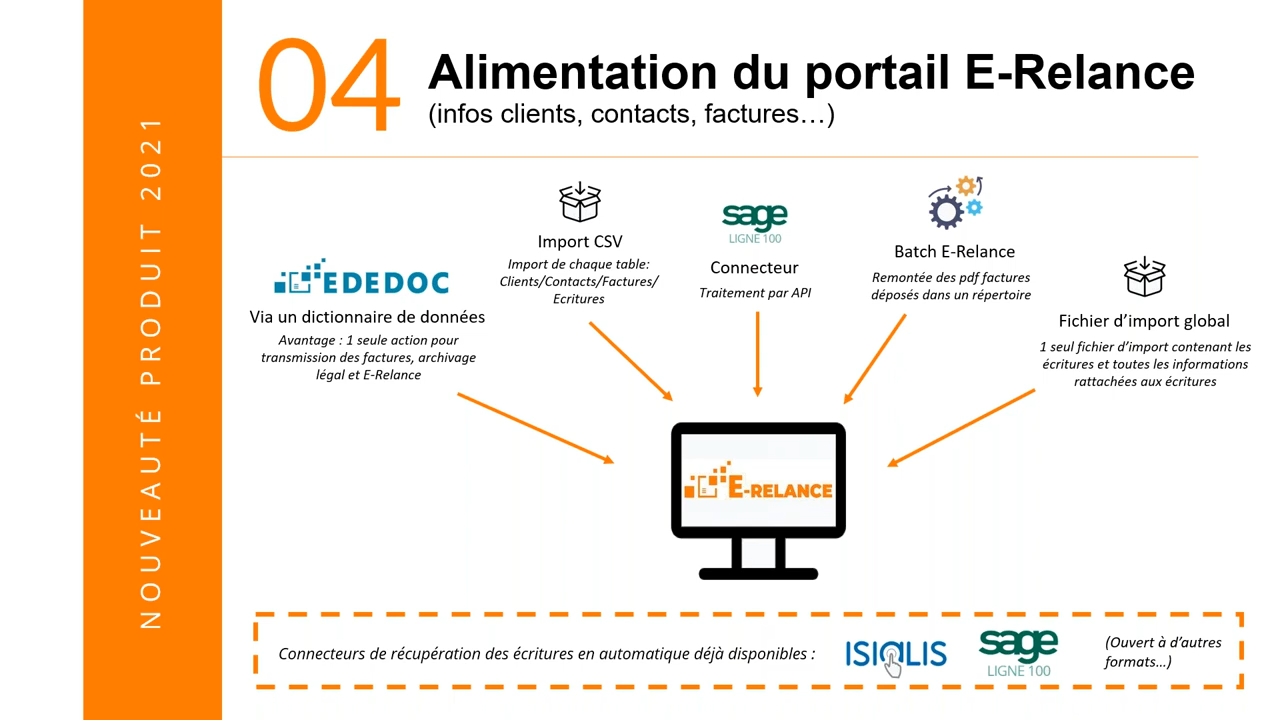 NOUVEAUTÉ PRODUIT 2021
04
Alimentation du portail E-Relance
(infos clients, contacts, factures…)
EDEDOC
Via un dictionnaire de données
Avantage : 1 seule action pour
transmission des factures, archivage
légal et E-Relance
Import CSV
Import de chaque table:
Clients/Contacts/Factures/
Ecritures
sage
LIGNE 100
Connecteur
Traitement par API
Batch E-Relance
Remontée des pdf factures
déposés dans un répertoire
Fichier d’import global
1 seul fichier d’import contenant les
écritures et toutes les informations
rattachées aux écritures
E-RELANCE
Connecteurs de récupération des écritures en automatique déjà disponibles :
ISIALIS
sage
LIGNE 100
(Ouvert à d’autres
formats…)